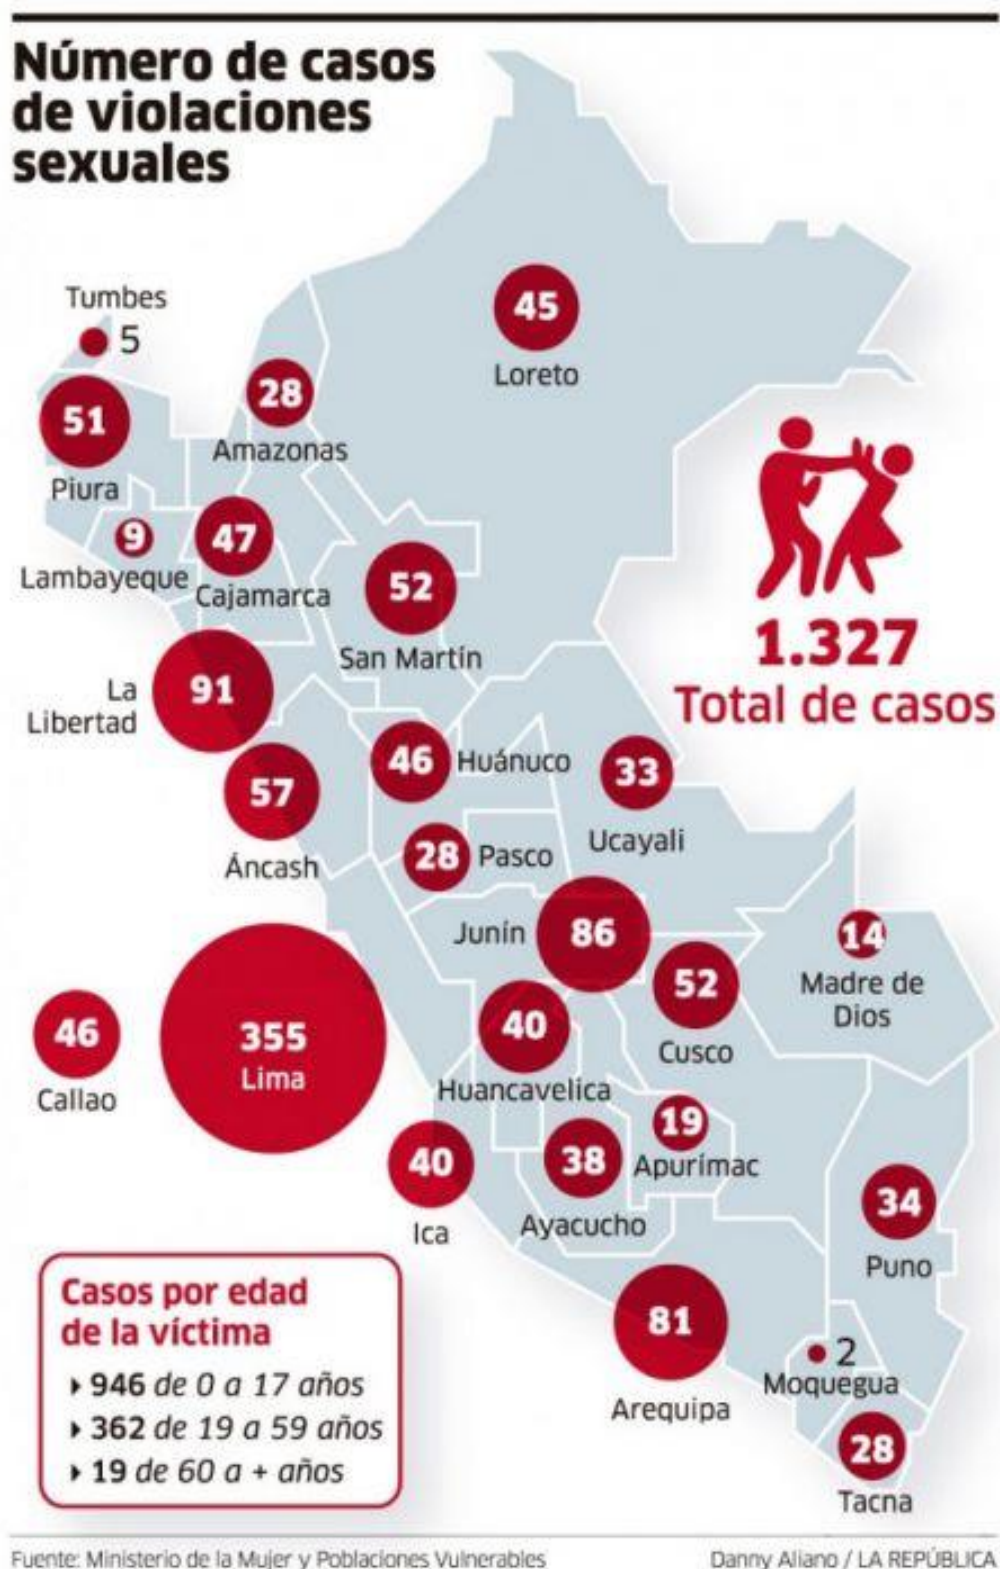 Número de casos
de violaciones
sexuales
Tumbes
5
45
Loreto
28
Amazonas
51
Piura
9
Lambayeque
47
Cajamarca
52
San Martín
1.327
Total de casos
La
Libertad
91
46
Huánuco
33
Ucayali
57
Áncash
28
Pasco
Junín
86
14
Madre de
Dios
52
Cusco
46
Callao
355
Lima
40
Huancavelica
19
Apurímac
40
Ica
38
Ayacucho
34
Puno
81
Arequipa
2
Moquegua
28
Tacna
Casos por edad
de la víctima
946 de 0 a 17 años
362 de 19 a 59 años
19 de 60 a + años
Fuente: Ministerio de la Mujer y Poblaciones Vulnerables
Danny Aliano / LA REPÚBLICA